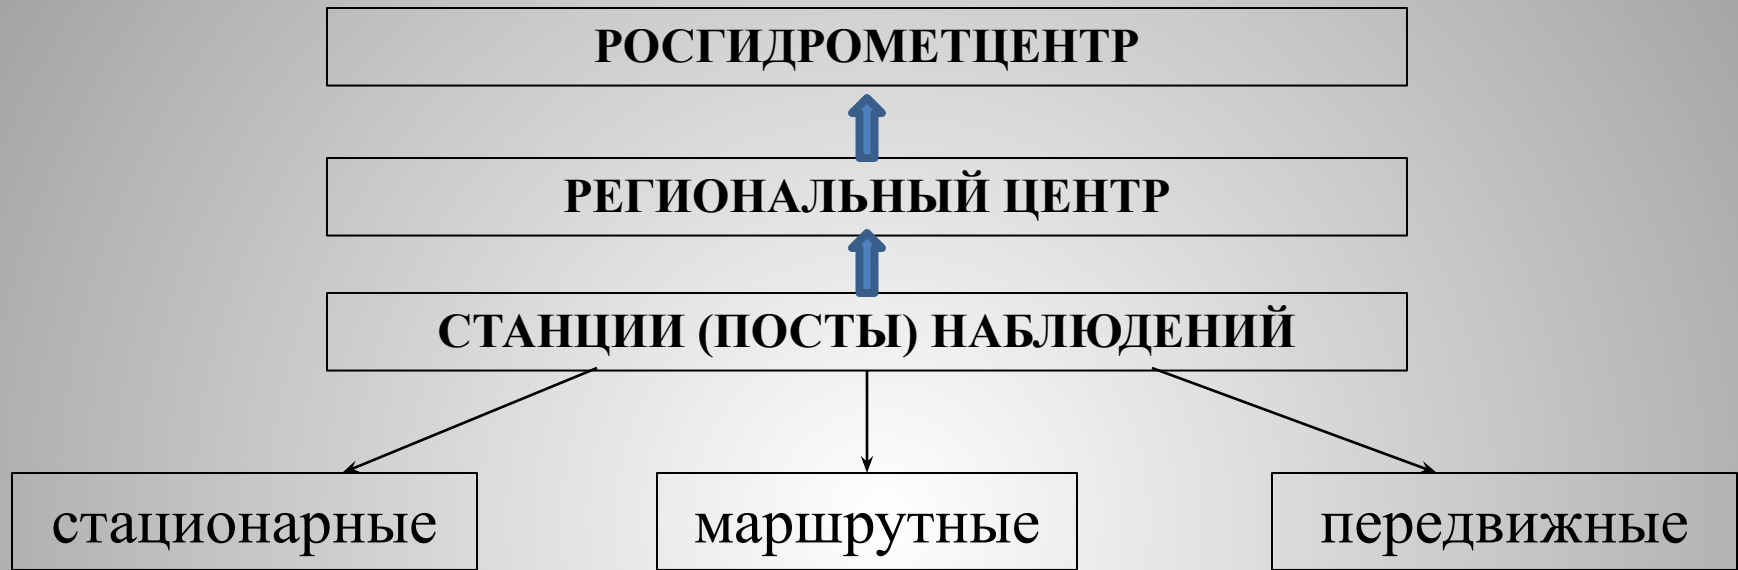 РОСГИДРОМЕТЦЕНТР
РЕГИОНАЛЬНЫЙ ЦЕНТР
СТАНЦИИ (ПОСТЫ) НАБЛЮДЕНИЙ
стационарные
маршрутные
передвижные